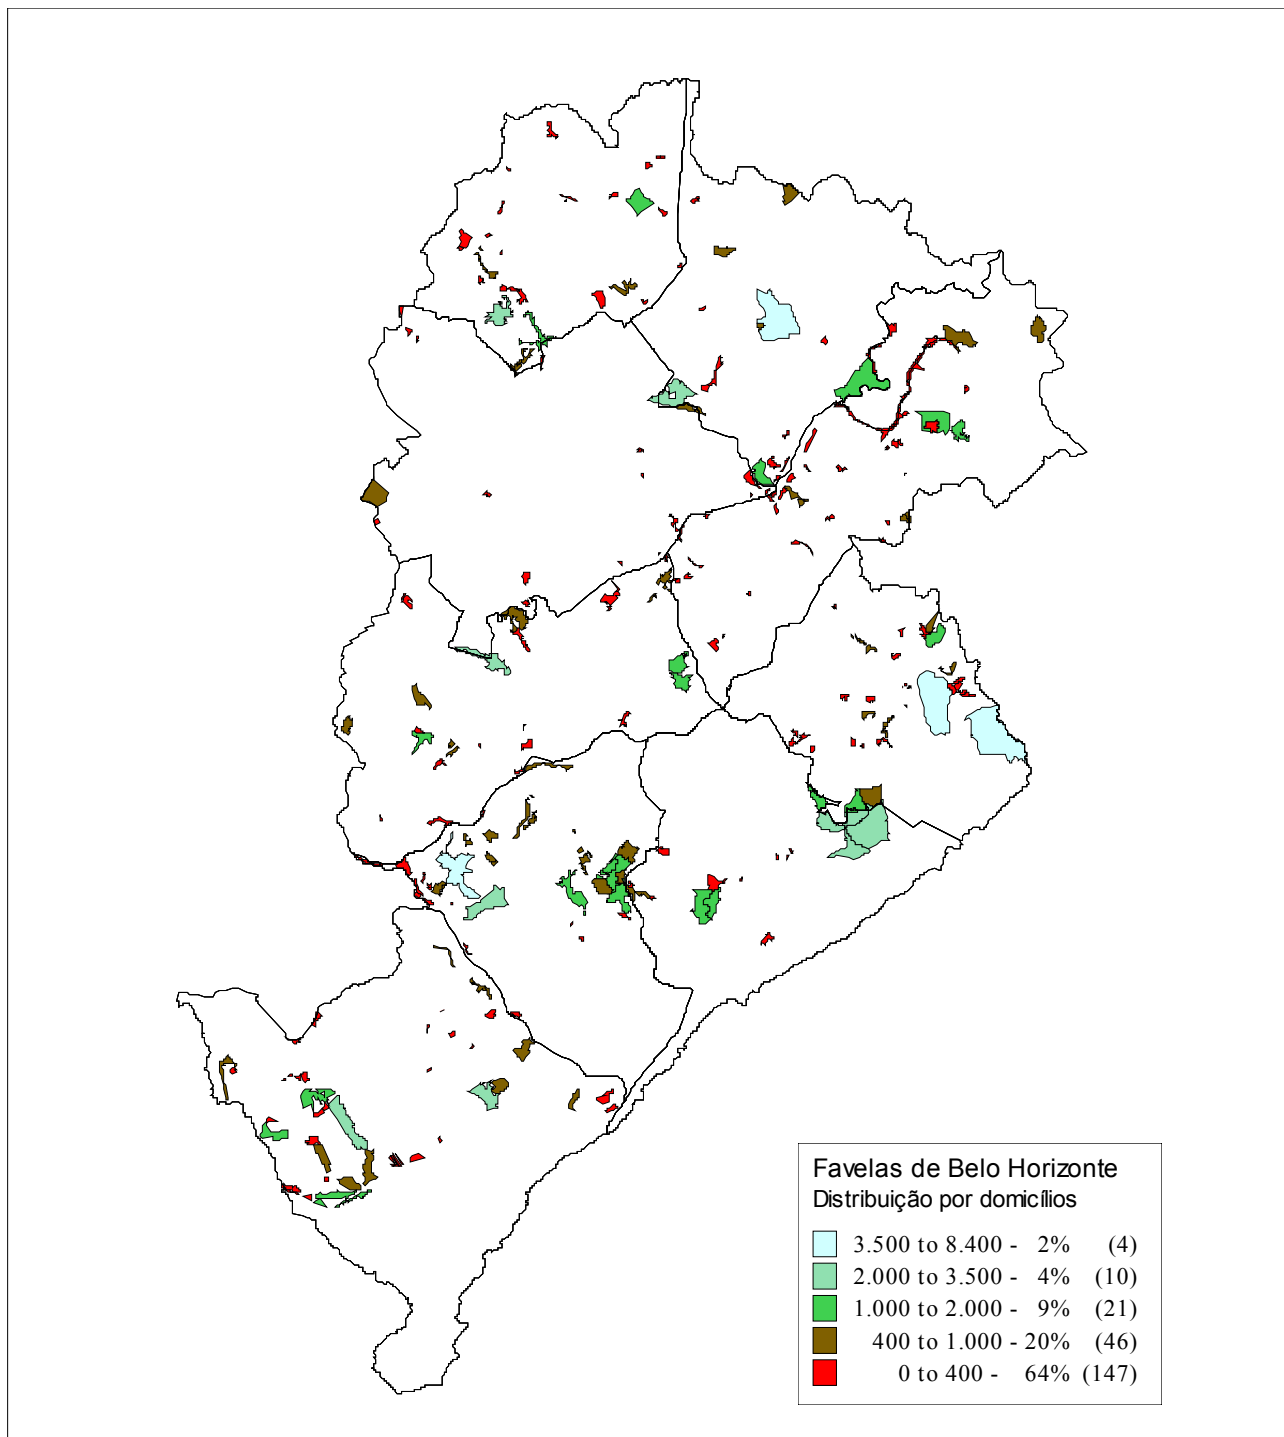 Favelas de Belo Horizonte
Distribuição por domicílios
3.500 to 8.400 - 2% (4)
2.000 to 3.500 - 4% (10)
1.000 to 2.000 - 9% (21)
400 to 1.000 - 20% (46)
0 to 400 - 64% (147)